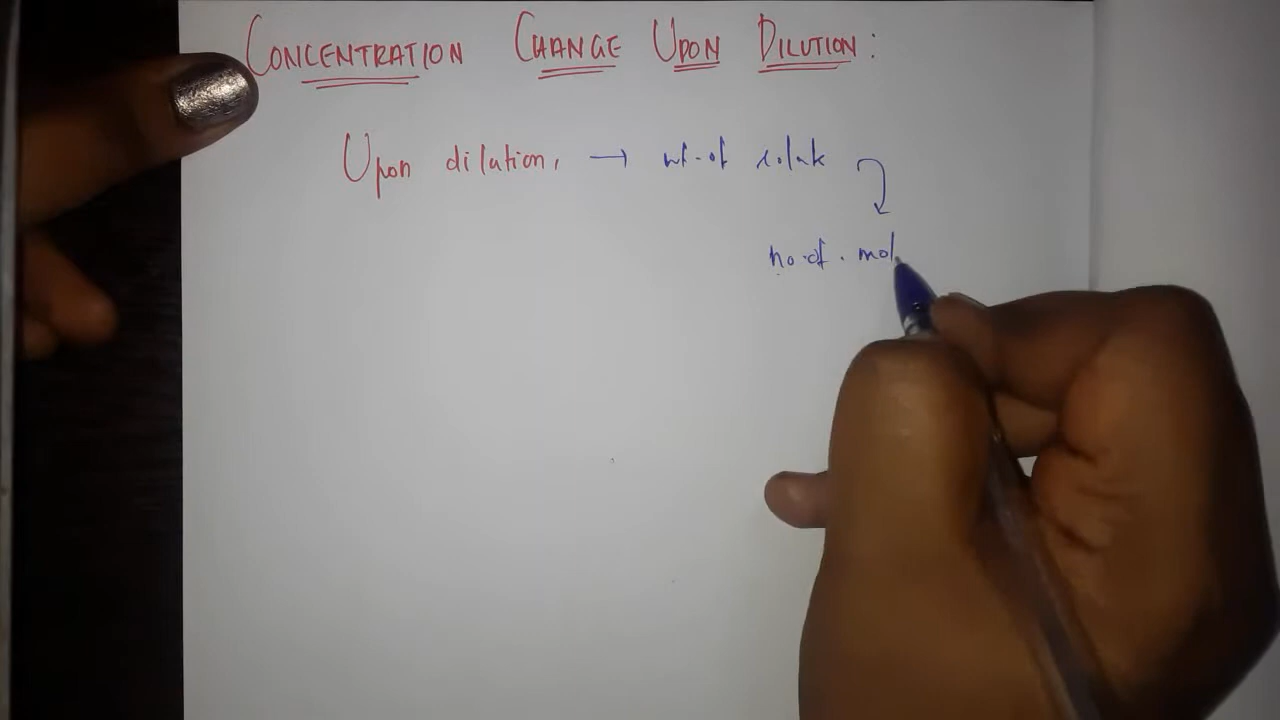 CONCENTRATION CHANGE UPON DILUTION:
Upon dilution, → wt. of solute
no. of. mol